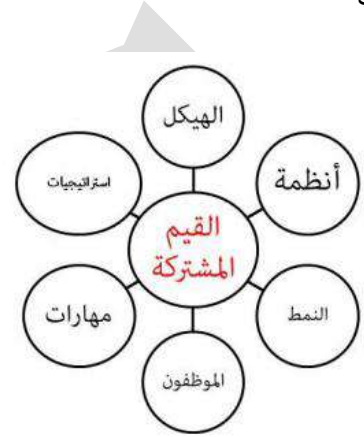 الهيكل
أنظمة
استراتيجيات
القيم
المشتركة
النمط
مهارات
الموظفون